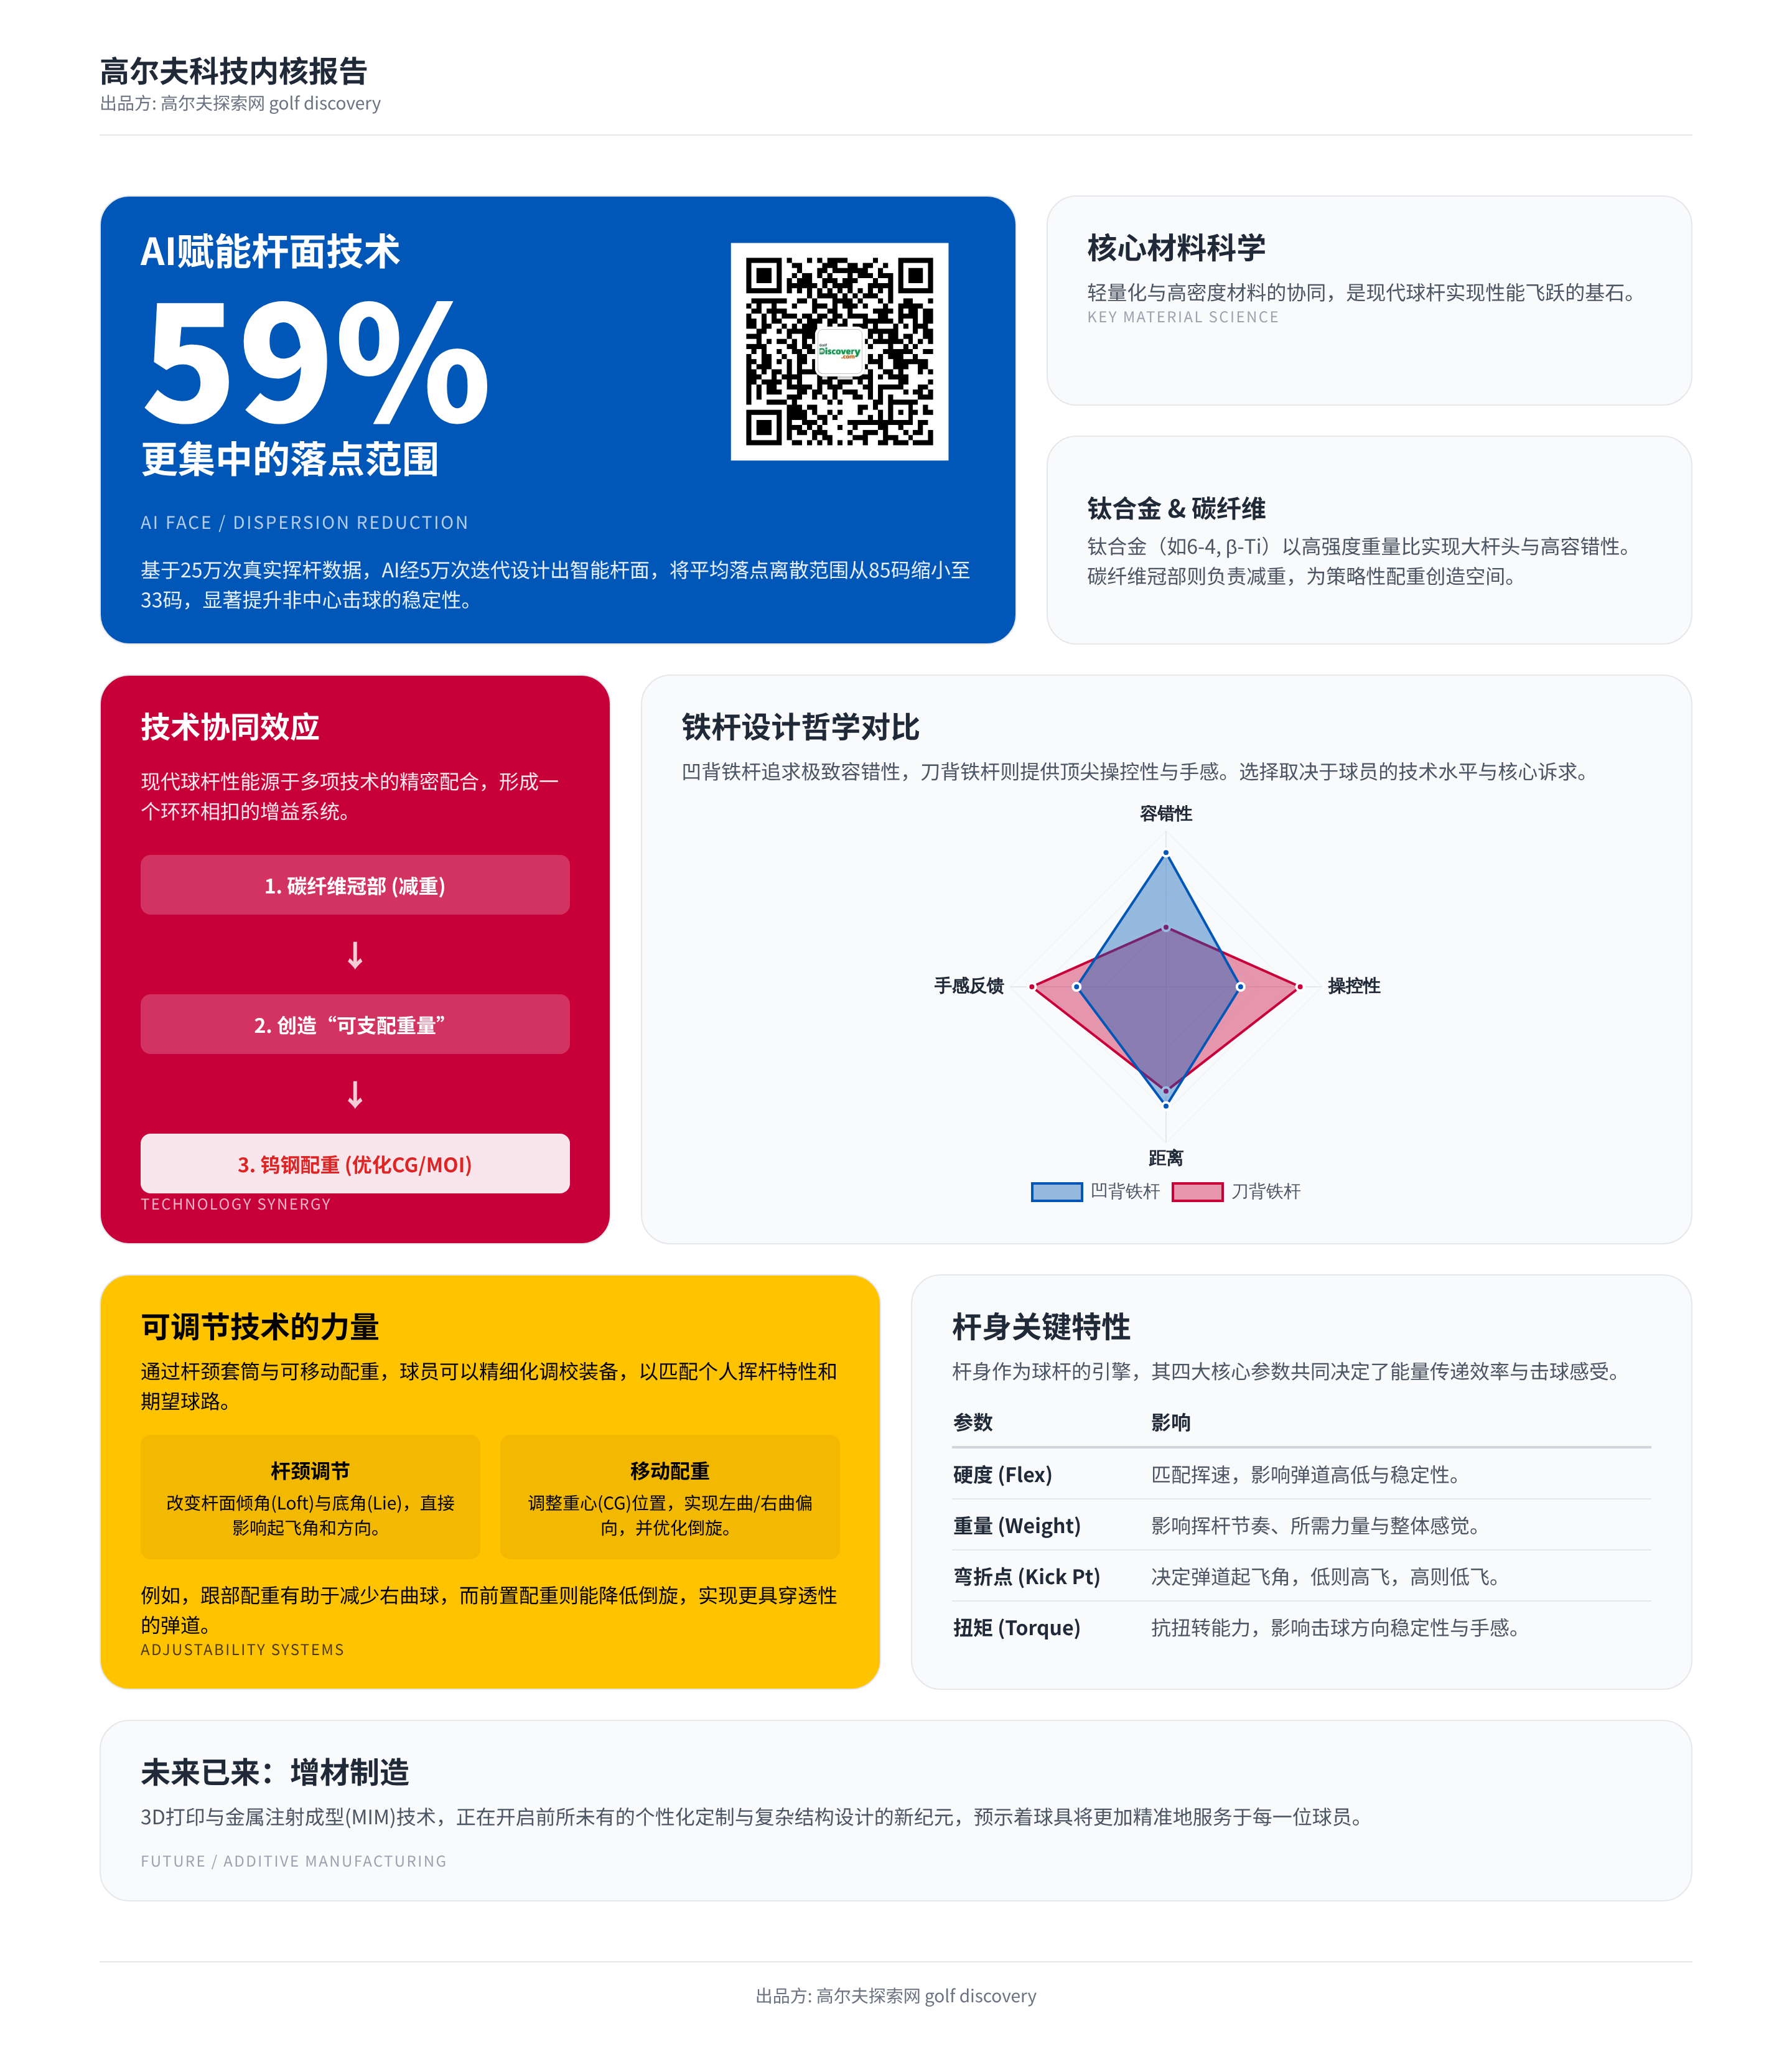 高尔夫科技内核报告
出品方: 高尔夫探索网 golf discovery
AI赋能杆面技术
59%
更集中的落点范围
AI FACE / DISPERSION REDUCTION
基于25万次真实挥杆数据，AI经5万次迭代设计出智能杆面，将平均落点离散范围从85码缩小至
33码，显著提升非中心击球的稳定性。
Golf
Discovery
.com
核心材料科学
轻量化与高密度材料的协同，是现代球杆实现性能飞跃的基石。
KEY MATERIAL SCIENCE
钛合金 & 碳纤维
钛合金（如6-4, β-Ti）以高强度重量比实现大杆头与高容错性。
碳纤维冠部则负责减重，为策略性配重创造空间。
技术协同效应
现代球杆性能源于多项技术的精密配合，形成一
个环环相扣的增益系统。
1. 碳纤维冠部 (减重)
↓
2. 创造“可支配重量”
↓
3. 钨钢配重 (优化CG/MOI)
TECHNOLOGY SYNERGY
铁杆设计哲学对比
凹背铁杆追求极致容错性，刀背铁杆则提供顶尖操控性与手感。选择取决于球员的技术水平与核心诉求。
容错性
手感反馈
操控性
距离
凹背铁杆 刀背铁杆
可调节技术的力量
通过杆颈套筒与可移动配重，球员可以精细化调校装备，以匹配个人挥杆特性和
期望球路。
杆颈调节
改变杆面倾角(Loft)与底角(Lie)，直接
影响起飞角和方向。
移动配重
调整重心(CG)位置，实现左曲/右曲偏
向，并优化倒旋。
例如，跟部配重有助于减少右曲球，而前置配重则能降低倒旋，实现更具穿透性
的弹道。
ADJUSTABILITY SYSTEMS
杆身关键特性
杆身作为球杆的引擎，其四大核心参数共同决定了能量传递效率与击球感受。
参数 影响
硬度 (Flex) 匹配挥速，影响弹道高低与稳定性。
重量 (Weight) 影响挥杆节奏、所需力量与整体感觉。
弯折点 (Kick Pt) 决定弹道起飞角，低则高飞，高则低飞。
扭矩 (Torque) 抗扭转能力，影响击球方向稳定性与手感。
未来已来：增材制造
3D打印与金属注射成型(MIM)技术，正在开启前所未有的个性化定制与复杂结构设计的新纪元，预示着球具将更加精准地服务于每一位球员。
FUTURE / ADDITIVE MANUFACTURING
出品方: 高尔夫探索网 golf discovery